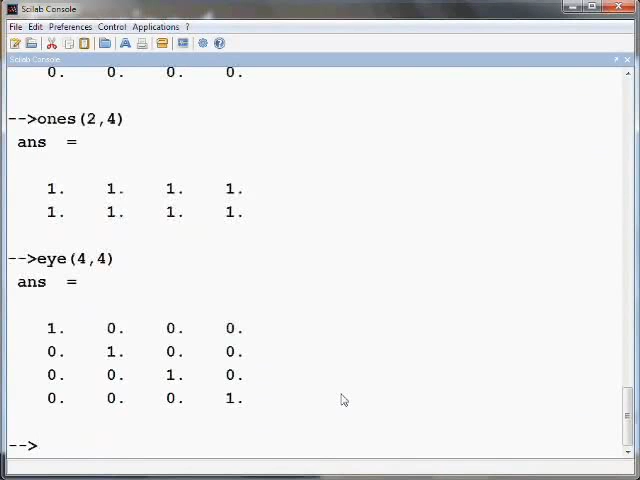 Scilab Console
File Edit Preferences Control Applications ?
Scilab Console
0. 0. 0. 0.
-->ones(2,4)
ans =
1. 1. 1. 1.
1. 1. 1. 1.
-->eye(4,4)
ans =
1. 0. 0. 0.
0. 1. 0. 0.
0. 0. 1. 0.
0. 0. 0. 1.
-->